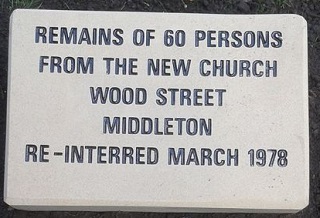 REMAINS OF 60 PERSONS
FROM THE NEW CHURCH
WOOD STREET
MIDDLETON
RE-INTERRED MARCH 1978